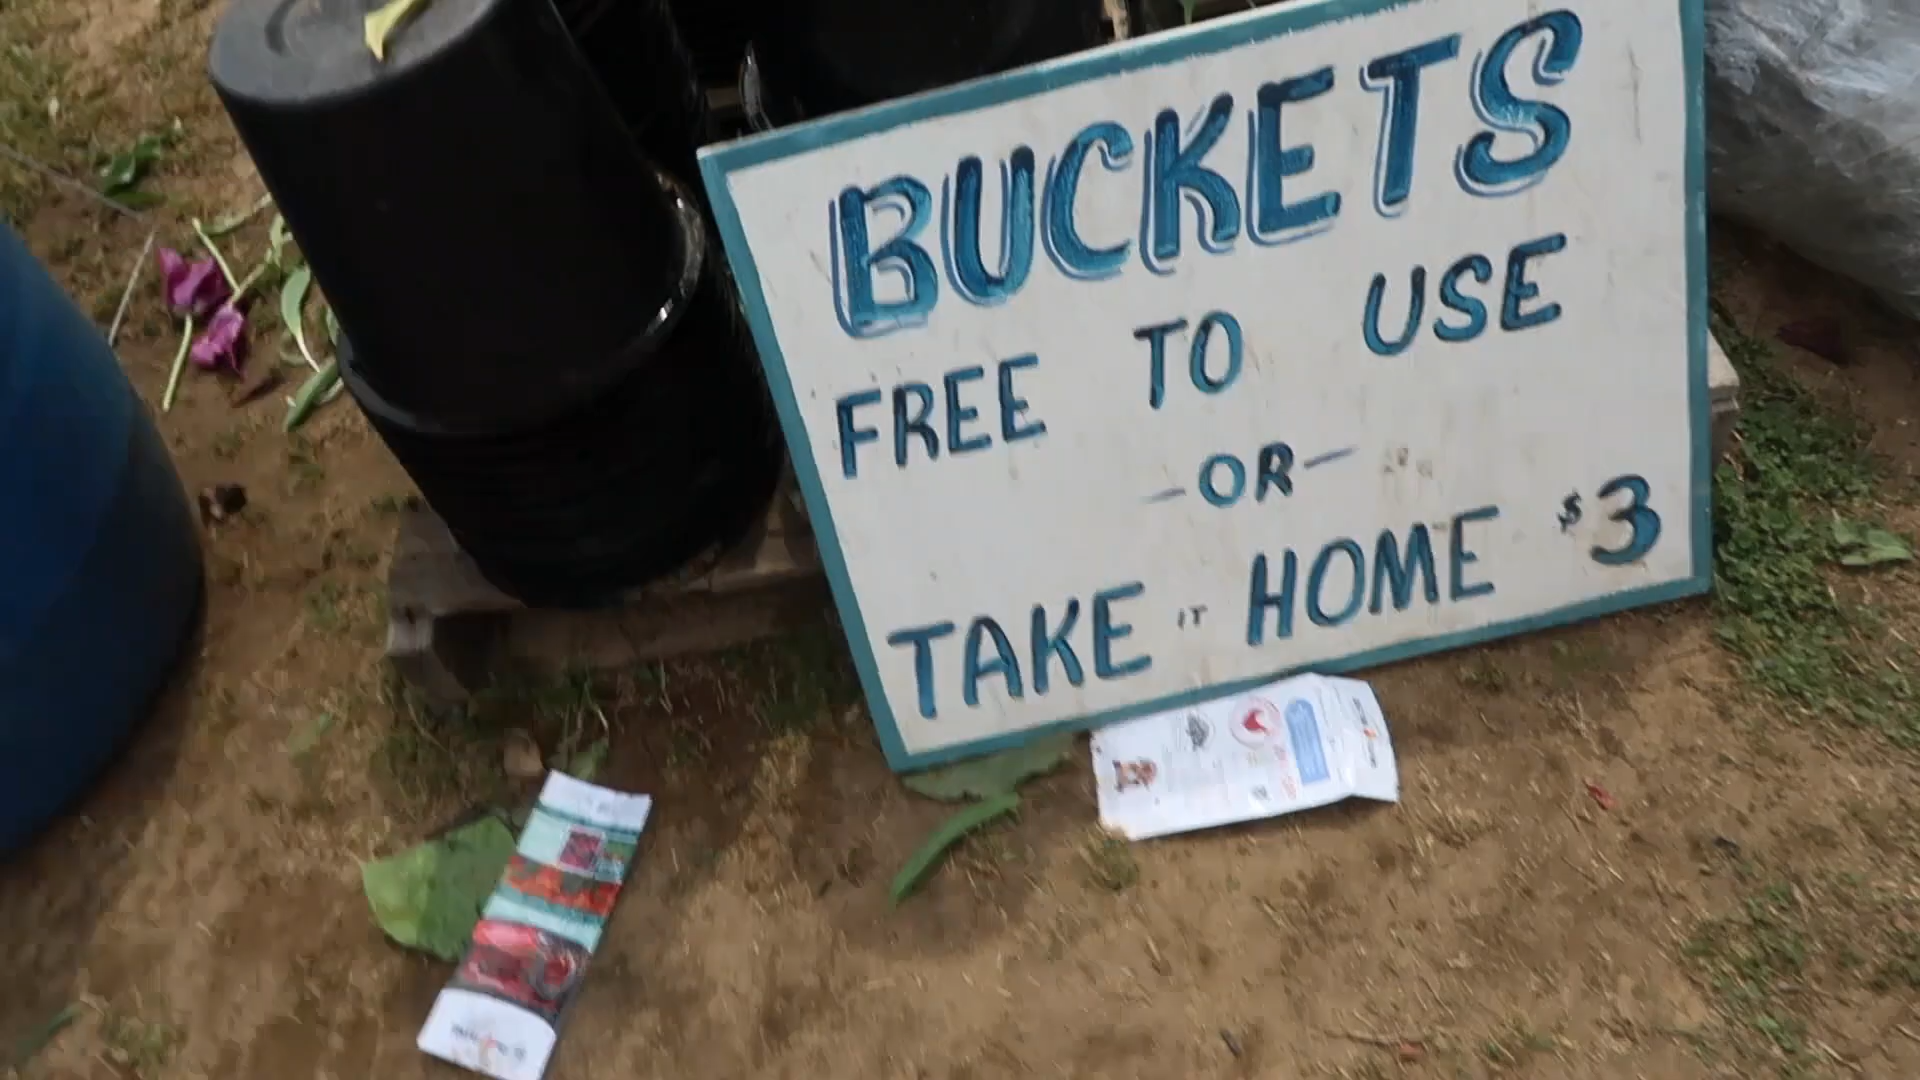 BUCKETS
FREE TO USE
-OR-
TAKE IT HOME $3